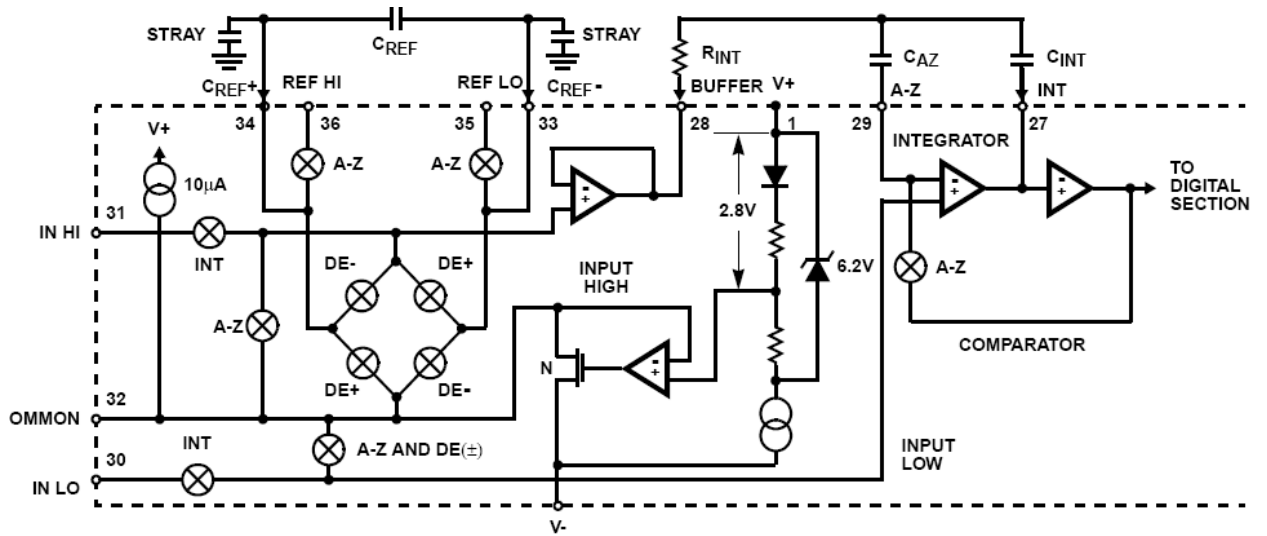 STRAY
CREF
STRAY
RINT
CAZ
CINT
CREF+
REF HI
REF LO
CREF-
BUFFER
V+
A-Z
INT
34
36
35
33
28
1
29
27
V+
10μA
A-Z
A-Z
INTEGRATOR
TO
DIGITAL
SECTION
31
IN HI
INT
-
+
2.8V
-
+
-
DE-
DE+
INPUT
HIGH
6.2V
A-Z
A-Z
DE+
DE-
N
-
+
COMPARATOR
32
OMMON
INT
A-Z AND DE(±)
INPUT
LOW
30
IN LO
V-